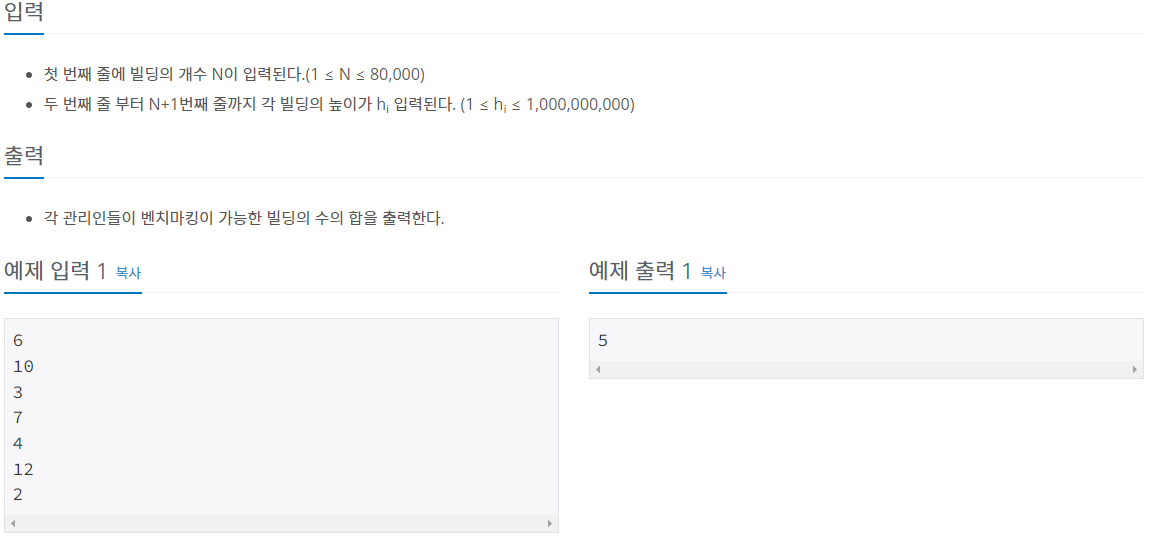 입력
첫 번째 줄에 빌딩의 개수 N이 입력된다.(1 ≤ N ≤ 80,000)
두 번째 줄 부터 N+1번째 줄까지 각 빌딩의 높이가 hi 입력된다. (1 ≤ hi ≤ 1,000,000,000)
출력
각 관리인들이 벤치마킹이 가능한 빌딩의 수의 합을 출력한다.
예제 입력 1 복사
6
10
3
7
4
12
2
예제 출력 1 복사
5